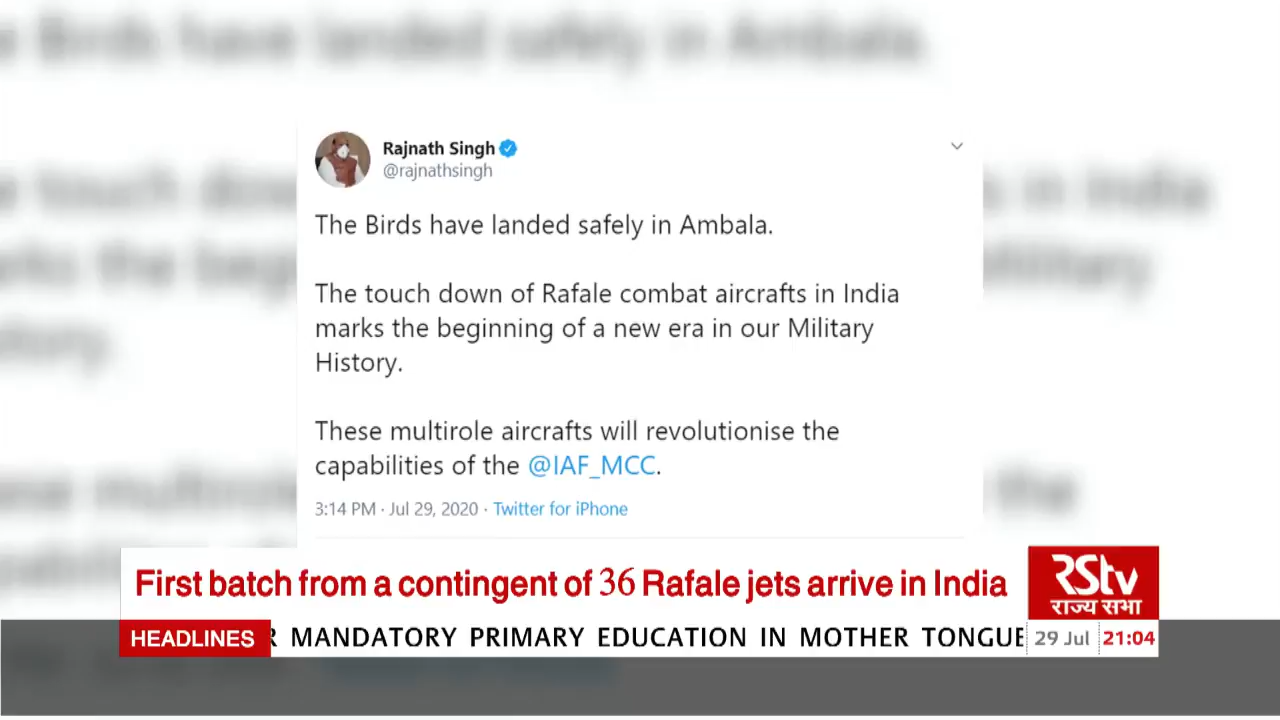 Rajnath Singh
@rajnathsingh
The Birds have landed safely in Ambala.
The touch down of Rafale combat aircrafts in India
marks the beginning of a new era in our Military
History.
These multirole aircrafts will revolutionise the
capabilities of the @IAF_MCC.
3:14 PM · Jul 29, 2020 · Twitter for iPhone
First batch from a contingent of 36 Rafale jets arrive in India
RSTV
राज्य सभा
HEADLINES
R MANDATORY PRIMARY EDUCATION IN MOTHER TONGUE
29 Jul 21:04